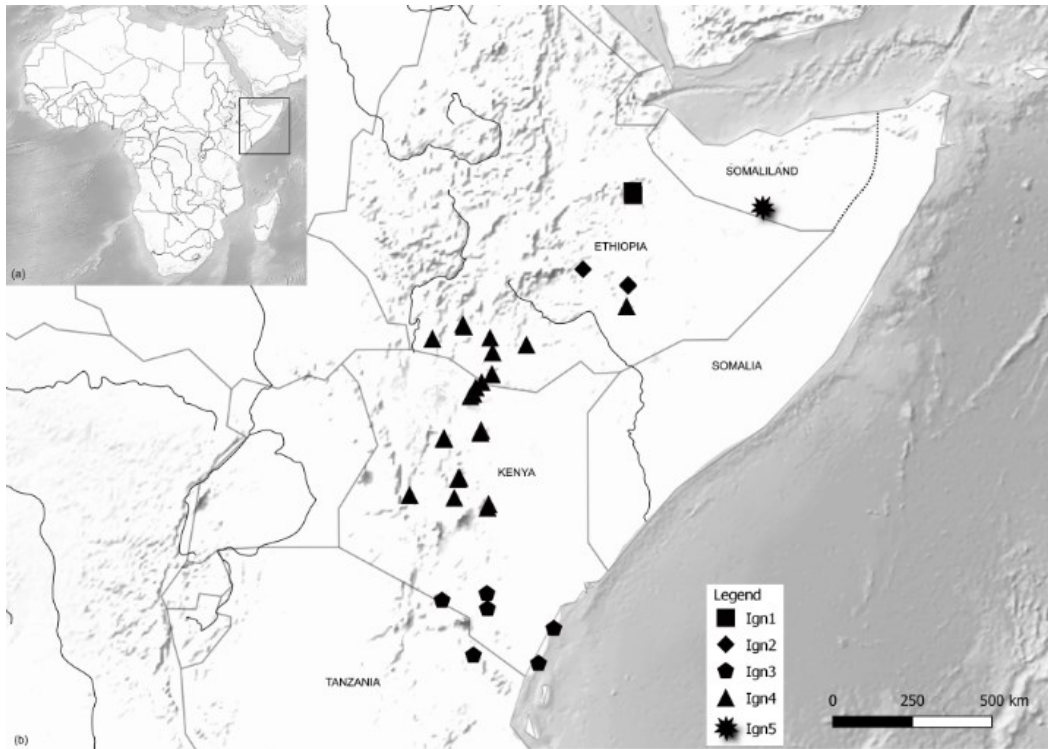 (a)
SOMALILAND
ETHIOPIA
SOMALIA
KENYA
TANZANIA
Legend
Ign1
Ign2
Ign3
Ign4
Ign5
0 250 500 km
(b)